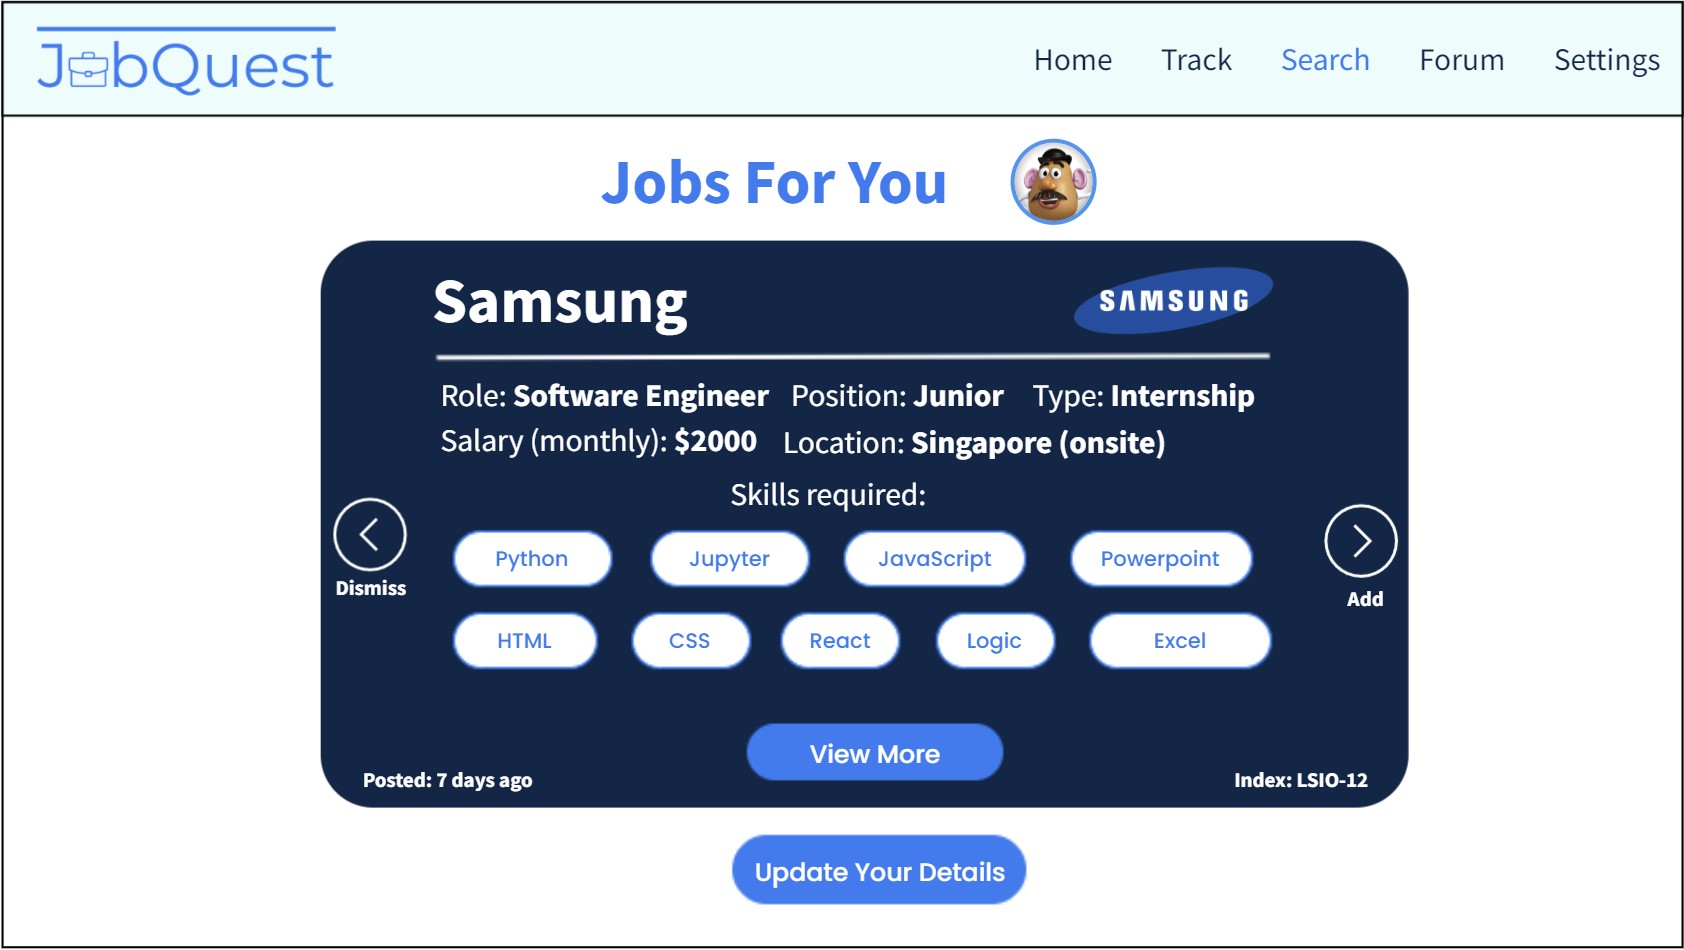 JobQuest
Home Track Search Forum Settings
Jobs For You
Samsung
SAMSUNG
Role: Software Engineer Position: Junior Type: Internship
Salary (monthly): $2000 Location: Singapore (onsite)
Skills required:
Python Jupyter JavaScript Powerpoint
Dismiss
Add
HTML CSS React Logic Excel
View More
Posted: 7 days ago
Index: LSIO-12
Update Your Details